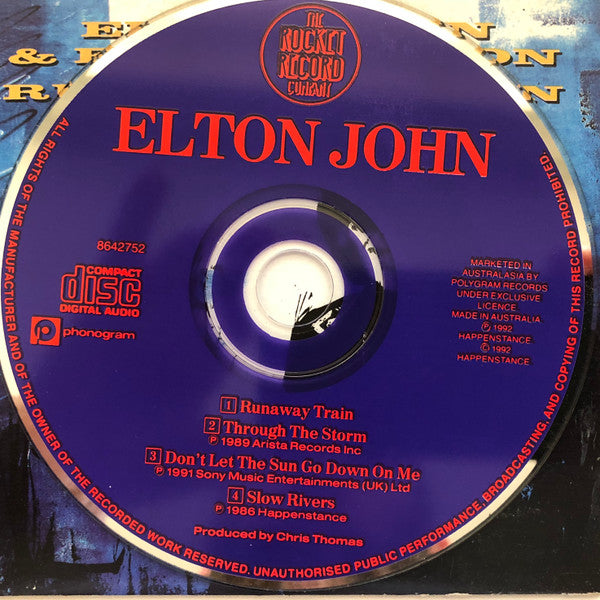 THE
ROCKET
RECORD
COMPANY
ELTON JOHN
8642752
COMPACT
disc
DIGITAL AUDIO
phonogram
MARKETED IN
AUSTRALASIA BY
POLYGRAM RECORDS
UNDER EXCLUSIVE
LICENCE
MADE IN AUSTRALIA
℗ 1992
HAPPENSTANCE
© 1992
HAPPENSTANCE
1 Runaway Train
2 Through The Storm
℗ 1989 Arista Records Inc
3 Don't Let The Sun Go Down On Me
℗ 1991 Sony Music Entertainments (UK) Ltd
4 Slow Rivers
℗ 1986 Happenstance
Produced by Chris Thomas
ALL RIGHTS OF THE MANUFACTURER AND OF THE OWNER OF THE RECORDED WORK RESERVED. UNAUTHORISED PUBLIC PERFORMANCE, BROADCASTING, AND COPYING OF THIS RECORD PROHIBITED.